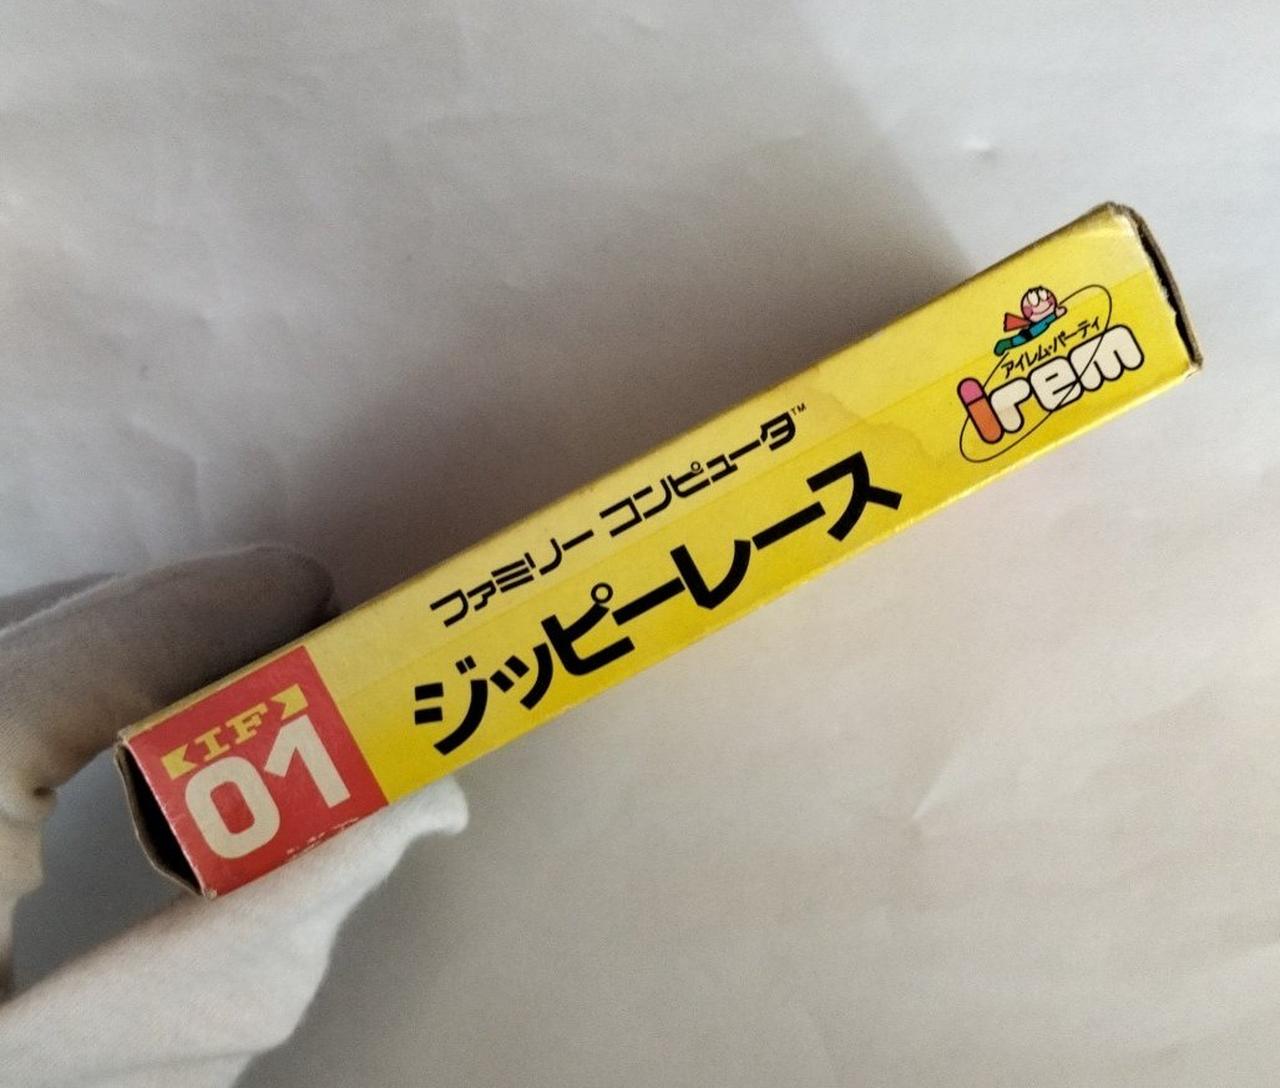 IF
01
ファミリー コンピュータ™
ジッピーレース
アイレム・パーティ
irem